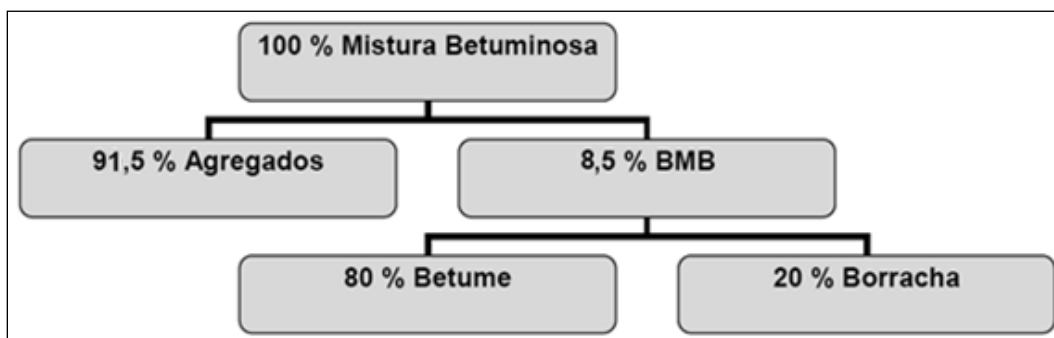 100 % Mistura Betuminosa
91,5 % Agregados
8,5 % BMB
80 % Betume
20 % Borracha